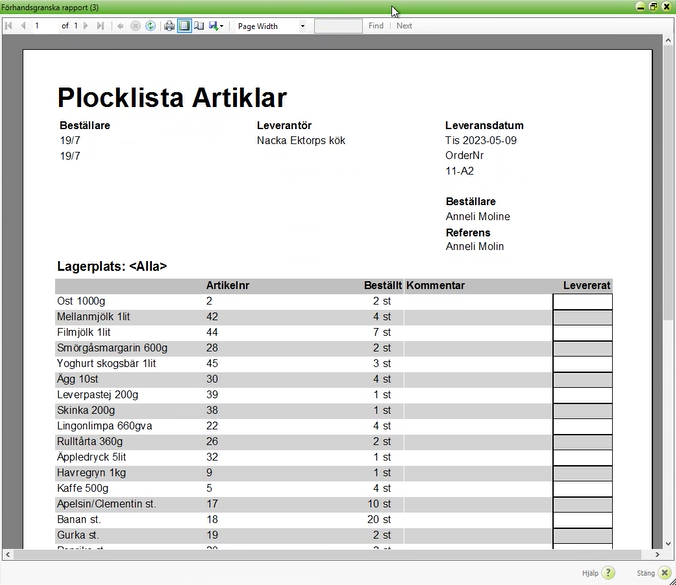 Förhandsgranska rapport (3)
1 of 1 Page Width Find Next
Plocklista Artiklar
Beställare Leverantör Leveransdatum
19/7 Nacka Ektorps kök Tis 2023-05-09
19/7 OrderNr
11-A2
Beställare
Anneli Moline
Referens
Anneli Molin
Lagerplats: <Alla>
Artikelnr Beställt Kommentar Levererat
Ost 1000g 2 2 st
Mellanmjölk 1lit 42 4 st
Filmjölk 1lit 44 7 st
Smörgåsmargarin 600g 28 2 st
Yoghurt skogsbär 1lit 45 3 st
Ägg 10st 30 4 st
Leverpastej 200g 39 1 st
Skinka 200g 38 1 st
Lingonlimpa 660gva 22 4 st
Rulltårta 360g 26 2 st
Äppledryck 5lit 32 1 st
Havregryn 1kg 9 1 st
Kaffe 500g 5 4 st
Apelsin/Clementin st. 17 10 st
Banan st. 18 20 st
Gurka st. 19 2 st
Hjälp ? Stäng